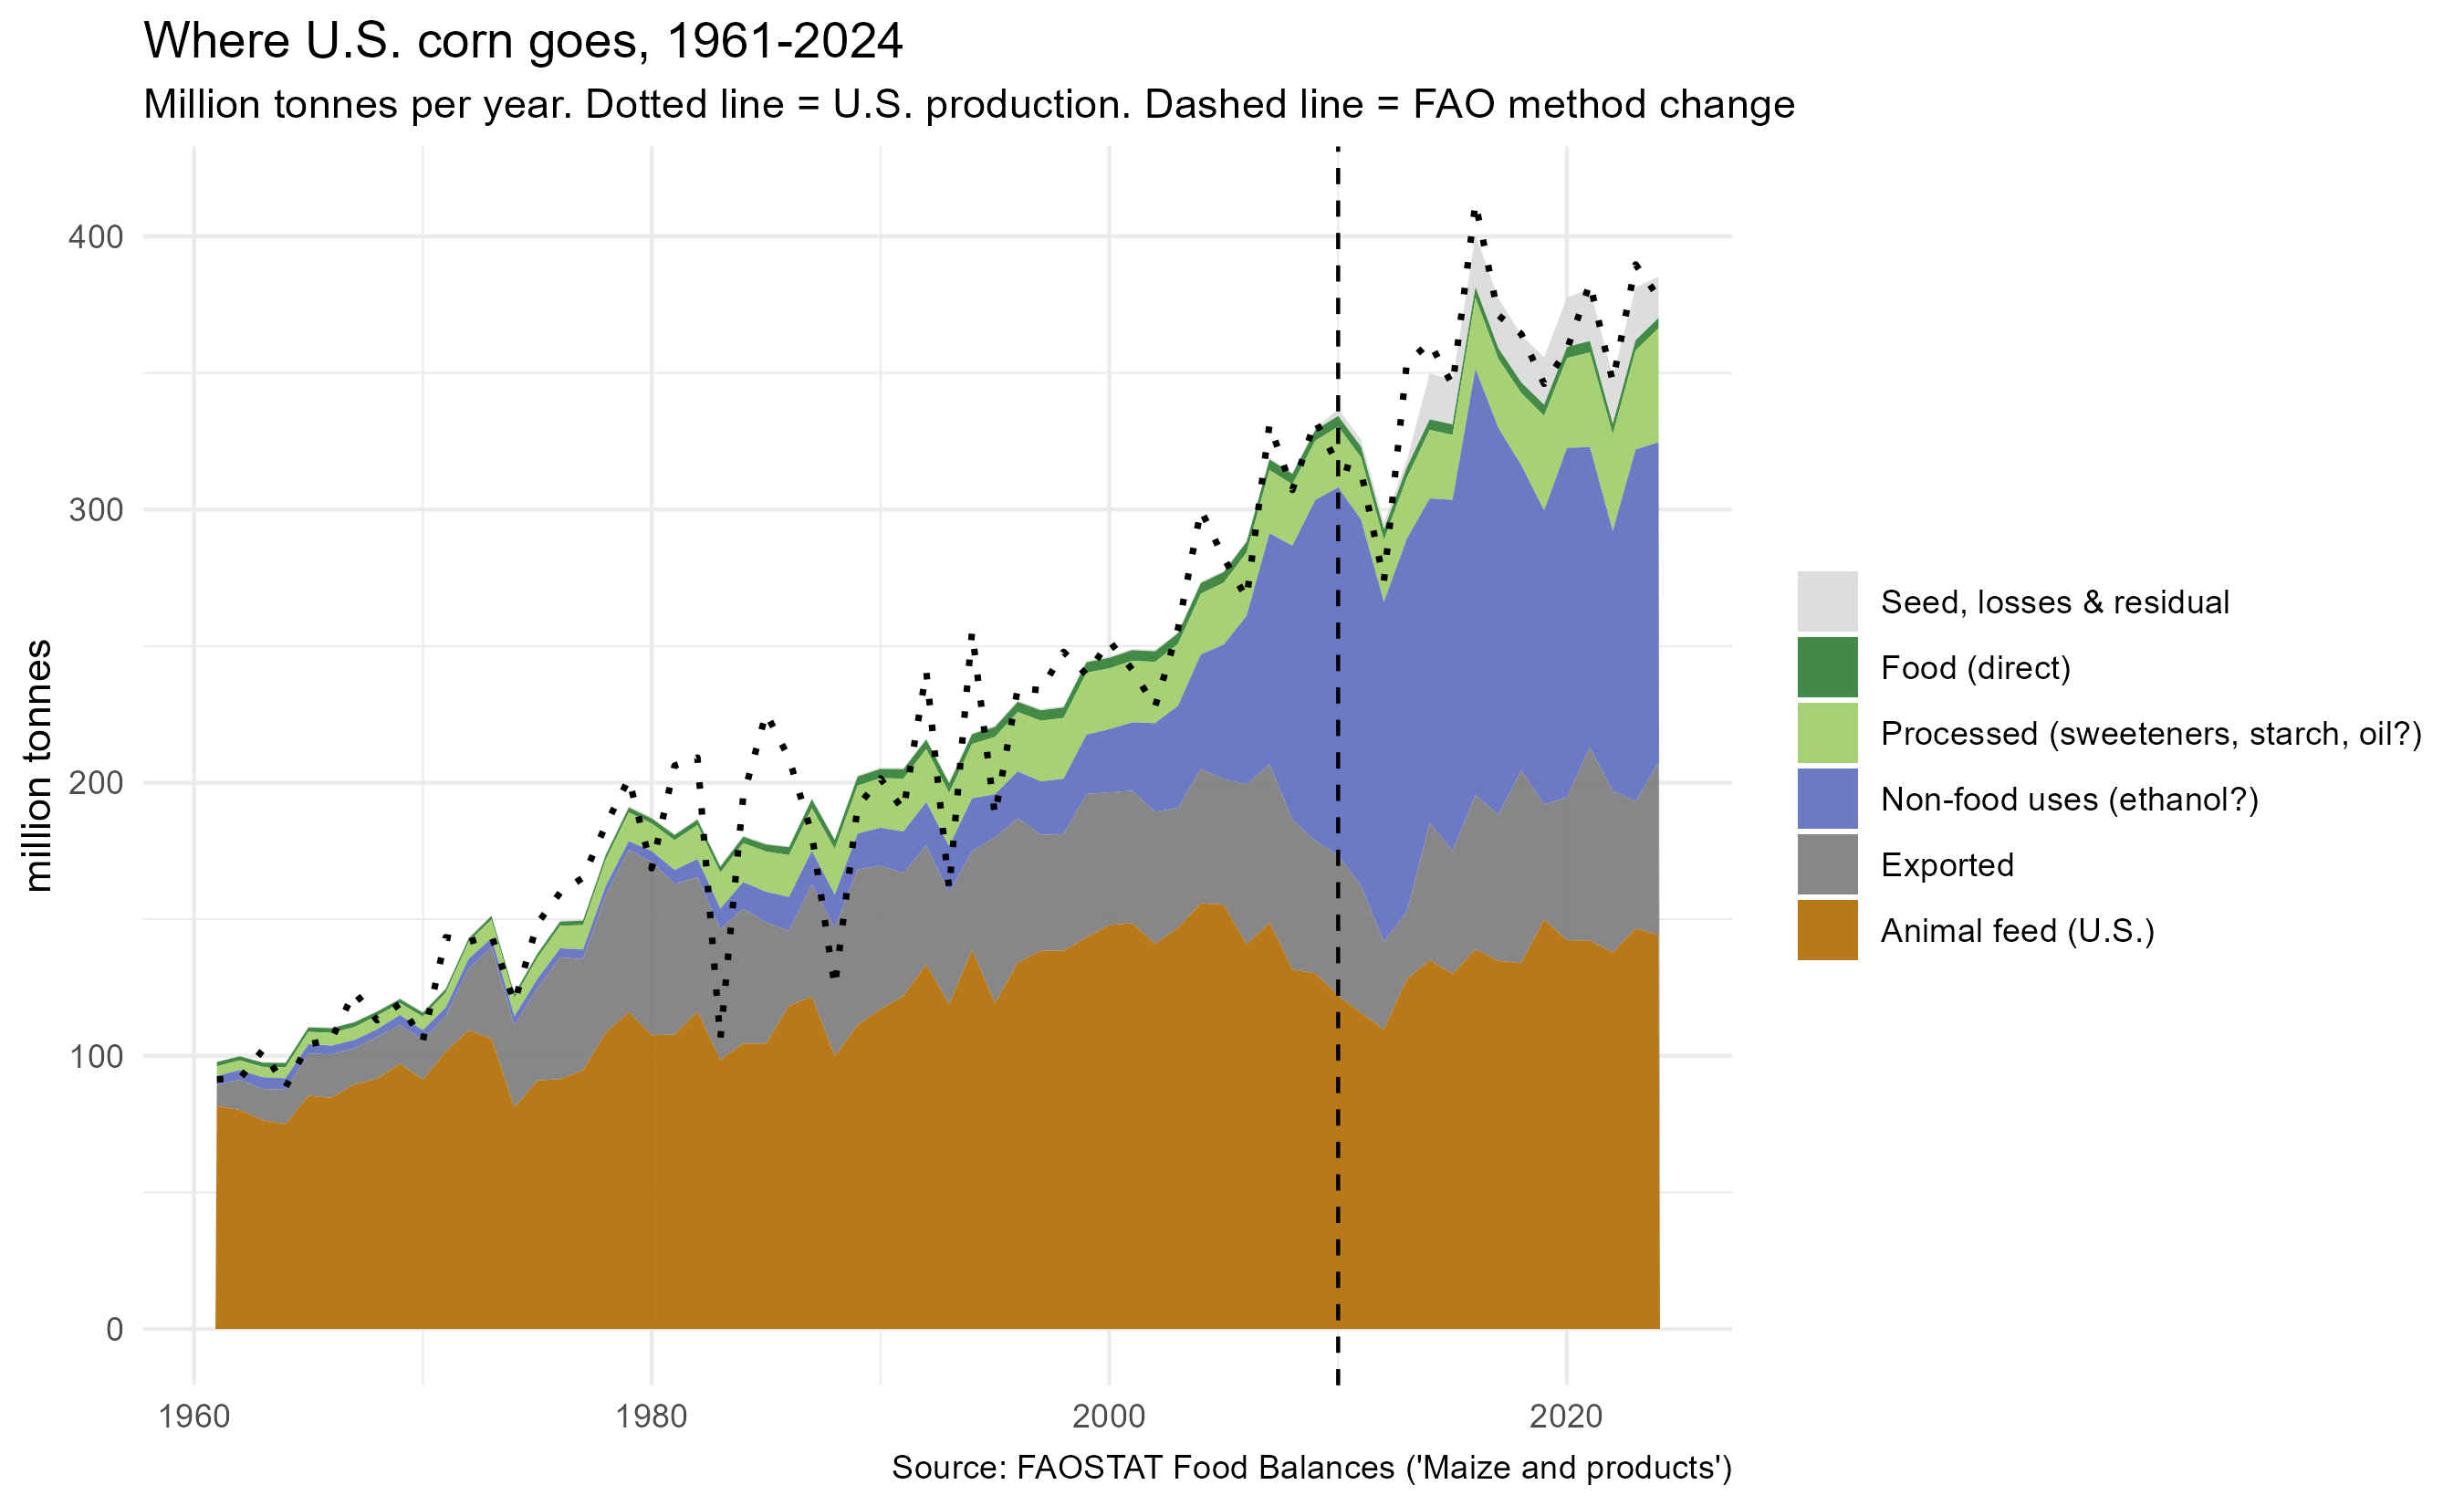 Where U.S. corn goes, 1961-2024
Million tonnes per year. Dotted line = U.S. production. Dashed line = FAO method change
million tonnes
400
300
200
100
0
1960
1980
2000
2020
Seed, losses & residual
Food (direct)
Processed (sweeteners, starch, oil?)
Non-food uses (ethanol?)
Exported
Animal feed (U.S.)
Source: FAOSTAT Food Balances ('Maize and products')